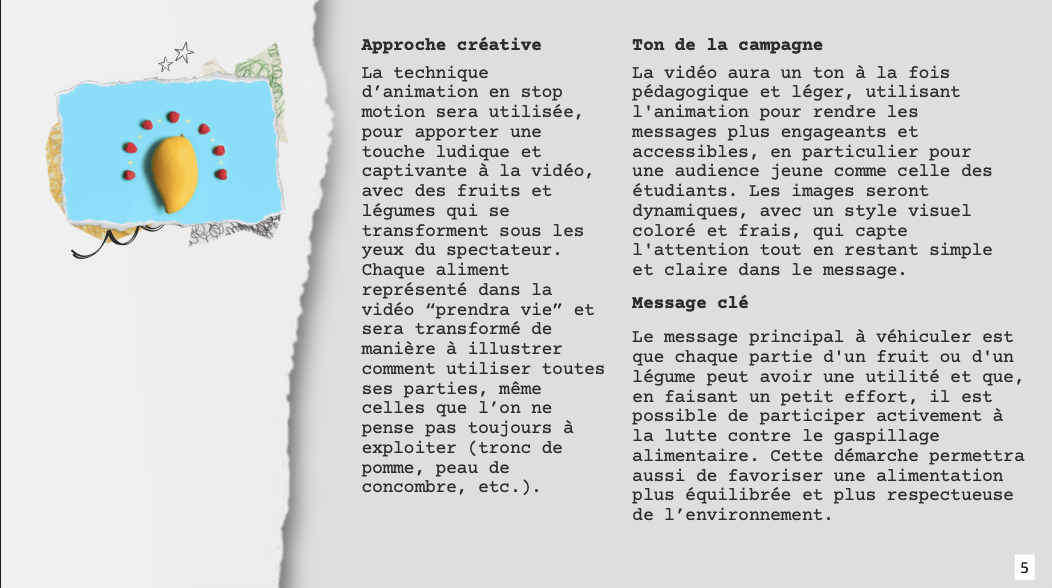 Approche créative
La technique
d’animation en stop
motion sera utilisée,
pour apporter une
touche ludique et
captivante à la vidéo,
avec des fruits et
légumes qui se
transforment sous les
yeux du spectateur.
Chaque aliment
représenté dans la
vidéo “prendra vie” et
sera transformé de
manière à illustrer
comment utiliser toutes
ses parties, même
celles que l’on ne
pense pas toujours à
exploiter (tronc de
pomme, peau de
concombre, etc.).
Ton de la campagne
La vidéo aura un ton à la fois
pédagogique et léger, utilisant
l'animation pour rendre les
messages plus engageants et
accessibles, en particulier pour
une audience jeune comme celle des
étudiants. Les images seront
dynamiques, avec un style visuel
coloré et frais, qui capte
l'attention tout en restant simple
et claire dans le message.
Message clé
Le message principal à véhiculer est
que chaque partie d'un fruit ou d'un
légume peut avoir une utilité et que,
en faisant un petit effort, il est
possible de participer activement à
la lutte contre le gaspillage
alimentaire. Cette démarche permettra
aussi de favoriser une alimentation
plus équilibrée et plus respectueuse
de l’environnement.
5